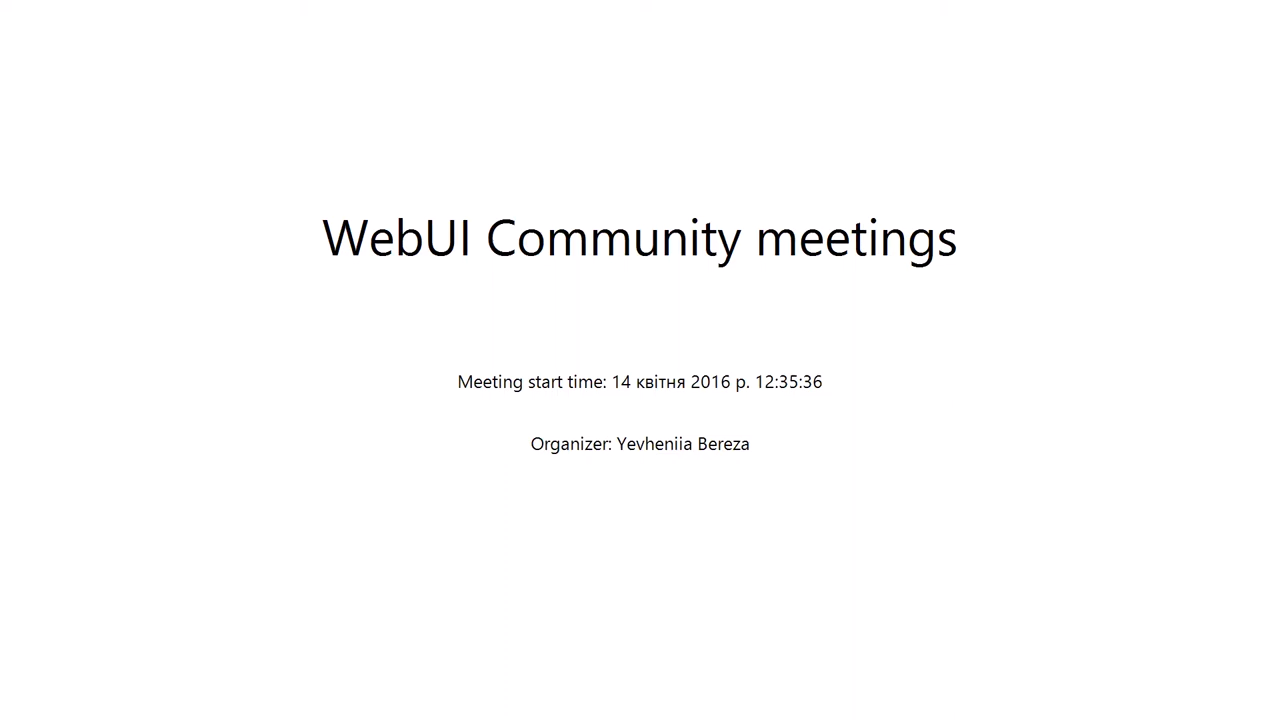 WebUI Community meetings
Meeting start time: 14 квітня 2016 р. 12:35:36
Organizer: Yevheniia Bereza